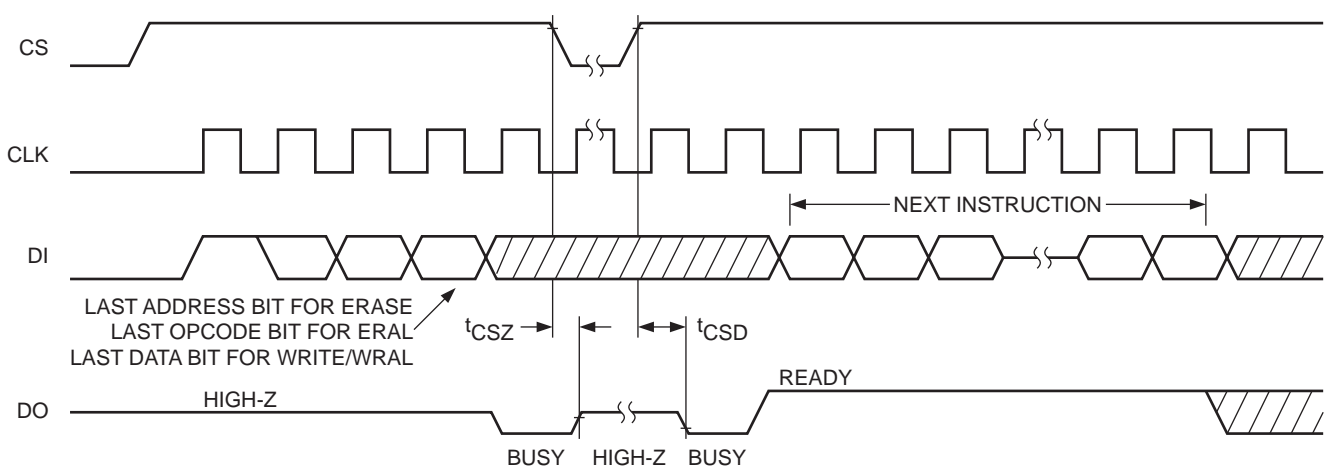 CS
CLK
NEXT INSTRUCTION
DI
LAST ADDRESS BIT FOR ERASE
LAST OPCODE BIT FOR ERAL
LAST DATA BIT FOR WRITE/WRAL
tCSZ
tCSD
READY
HIGH-Z
DO
BUSY HIGH-Z BUSY